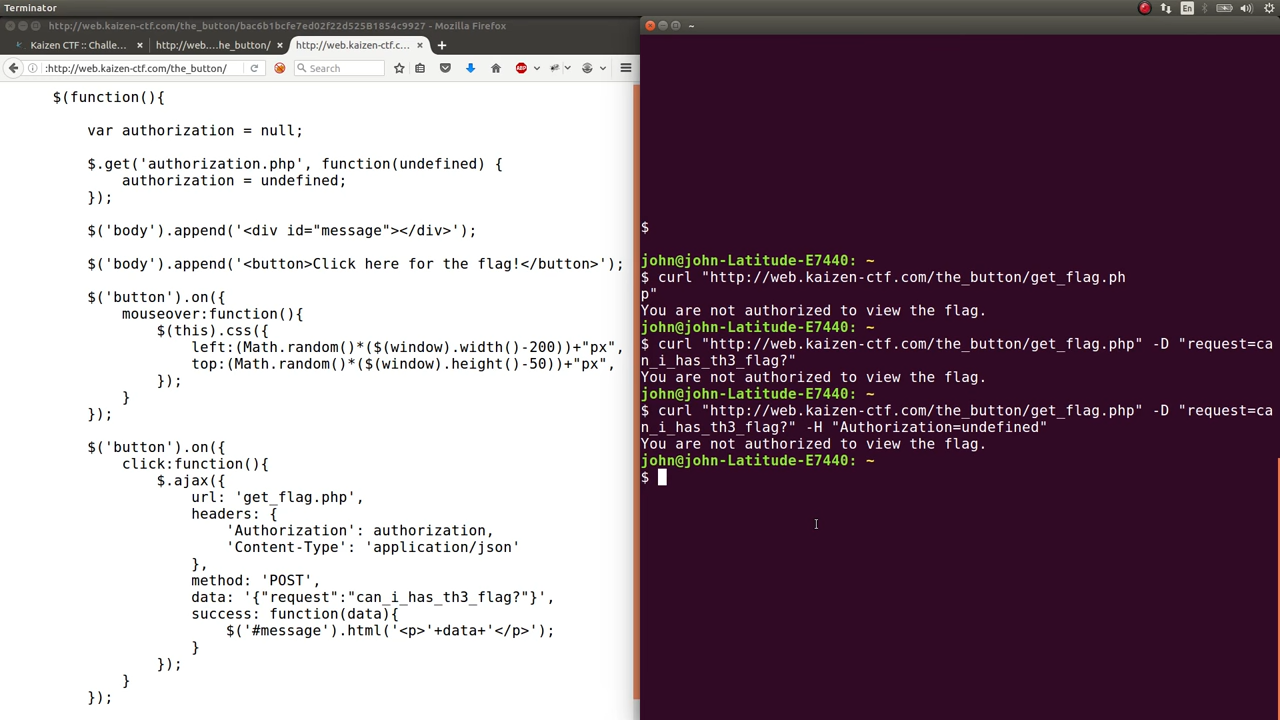 Terminator
En
http://web.kaizen-ctf.com/the_button/bac6b1bcfe7ed02f22d525B1854c9927 - Mozilla Firefox
~
Kaizen CTF :: Challe... ×
http://web....he_button/ ×
http://web.kaizen-ctf.c... × +
:http://web.kaizen-ctf.com/the_button/
Search
ABP
$(function(){
var authorization = null;
$.get('authorization.php', function(undefined) {
authorization = undefined;
});
$('body').append('<div id="message"></div>');
$('body').append('<button>Click here for the flag!</button>');
$('button').on({
mouseover:function(){
$(this).css({
left:(Math.random()*($(window).width()-200))+"px",
top:(Math.random()*($(window).height()-50))+"px",
});
}
});
$('button').on({
click:function(){
$.ajax({
url: 'get_flag.php',
headers: {
'Authorization': authorization,
'Content-Type': 'application/json'
},
method: 'POST',
data: '{"request":"can_i_has_th3_flag?"}',
success: function(data){
$('#message').html('<p>'+data+'</p>');
}
});
}
});
$
john@john-Latitude-E7440: ~
$ curl "http://web.kaizen-ctf.com/the_button/get_flag.ph
p"
You are not authorized to view the flag.
john@john-Latitude-E7440: ~
$ curl "http://web.kaizen-ctf.com/the_button/get_flag.php" -D "request=ca
n_i_has_th3_flag?"
You are not authorized to view the flag.
john@john-Latitude-E7440: ~
$ curl "http://web.kaizen-ctf.com/the_button/get_flag.php" -D "request=ca
n_i_has_th3_flag?" -H "Authorization=undefined"
You are not authorized to view the flag.
john@john-Latitude-E7440: ~
$